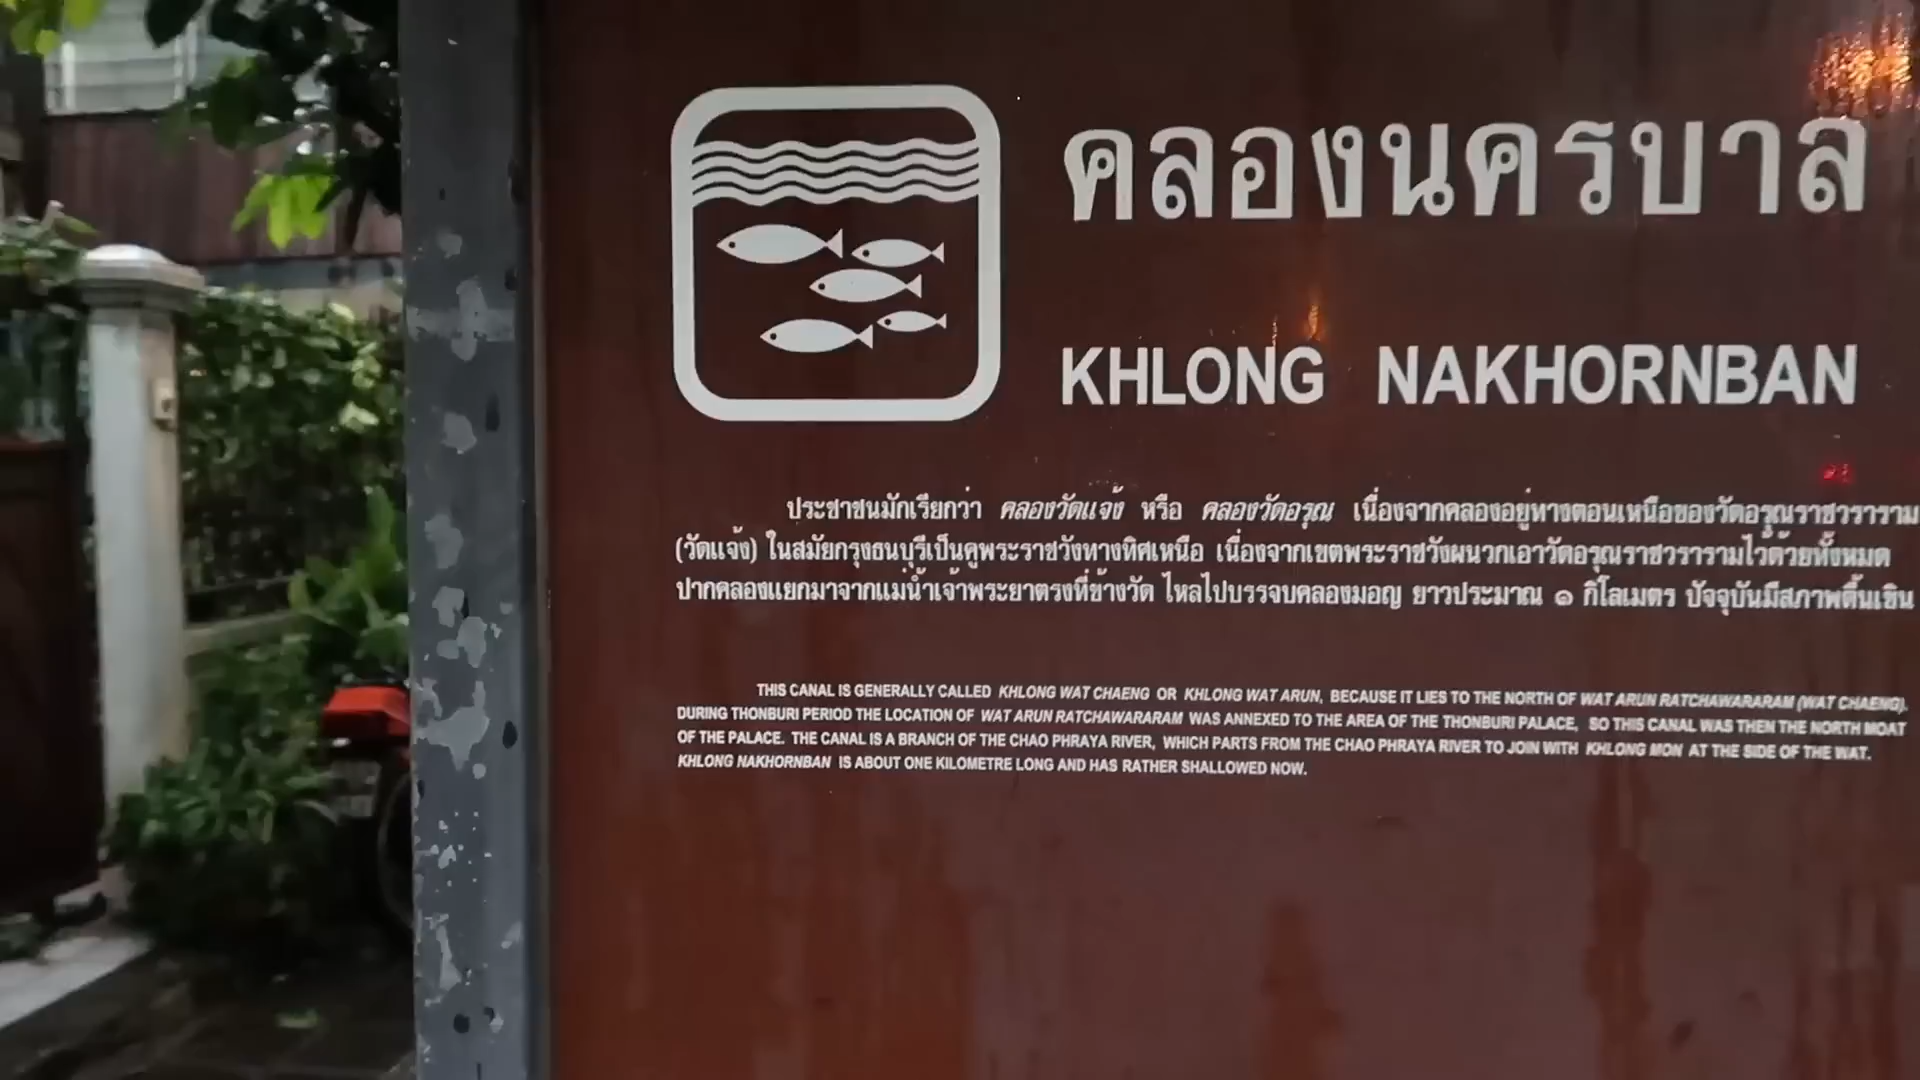 คลองนครบาล
KHLONG NAKHORNBAN
ประชาชนมักเรียกว่า คลองวัดแจ้ง หรือ คลองวัดอรุณ เนื่องจากคลองอยู่ทางตอนเหนือของวัดอรุณราชวราราม
(วัดแจ้ง) ในสมัยกรุงธนบุรีเป็นคูพระราชวังทางทิศเหนือ เนื่องจากเขตพระราชวังผนวกเอาวัดอรุณราชวรารามไว้ด้วยทั้งหมด
ปากคลองแยกมาจากแม่น้ำเจ้าพระยาตรงที่ข้างวัด ไหลไปบรรจบคลองมอญ ยาวประมาณ ๑ กิโลเมตร ปัจจุบันมีสภาพตื้นเขิน
THIS CANAL IS GENERALLY CALLED KHLONG WAT CHAENG OR KHLONG WAT ARUN, BECAUSE IT LIES TO THE NORTH OF WAT ARUN RATCHAWARARAM (WAT CHAENG).
DURING THONBURI PERIOD THE LOCATION OF WAT ARUN RATCHAWARARAM WAS ANNEXED TO THE AREA OF THE THONBURI PALACE, SO THIS CANAL WAS THEN THE NORTH MOAT
OF THE PALACE. THE CANAL IS A BRANCH OF THE CHAO PHRAYA RIVER, WHICH PARTS FROM THE CHAO PHRAYA RIVER TO JOIN WITH KHLONG MON AT THE SIDE OF THE WAT.
KHLONG NAKHORNBAN IS ABOUT ONE KILOMETRE LONG AND HAS RATHER SHALLOWED NOW.